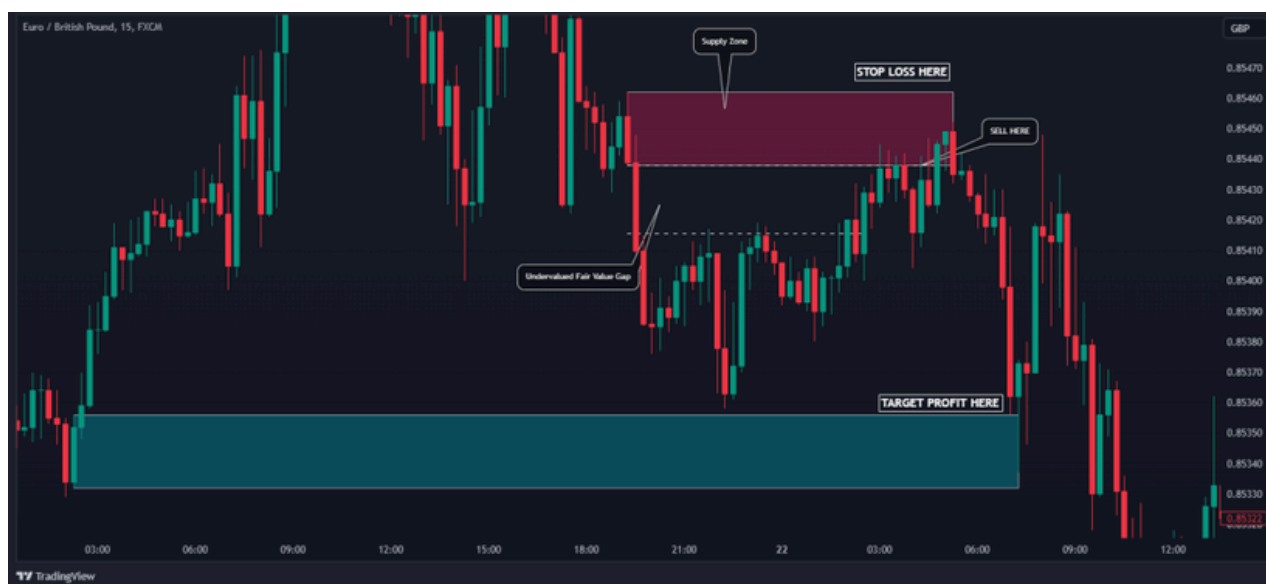 Euro / British Pound, 15, FXCM
GBP
Supply Zone
STOP LOSS HERE
0.85470
0.85460
0.85450
SELL HERE
0.85440
0.85430
0.85420
0.85410
Undervalued Fair Value Gap
0.85400
0.85390
0.85380
0.85370
TARGET PROFIT HERE
0.85360
0.85350
0.85340
0.85330
0.85322
03:00 06:00 09:00 12:00 15:00 18:00 21:00 22 03:00 06:00 09:00 12:00
TradingView